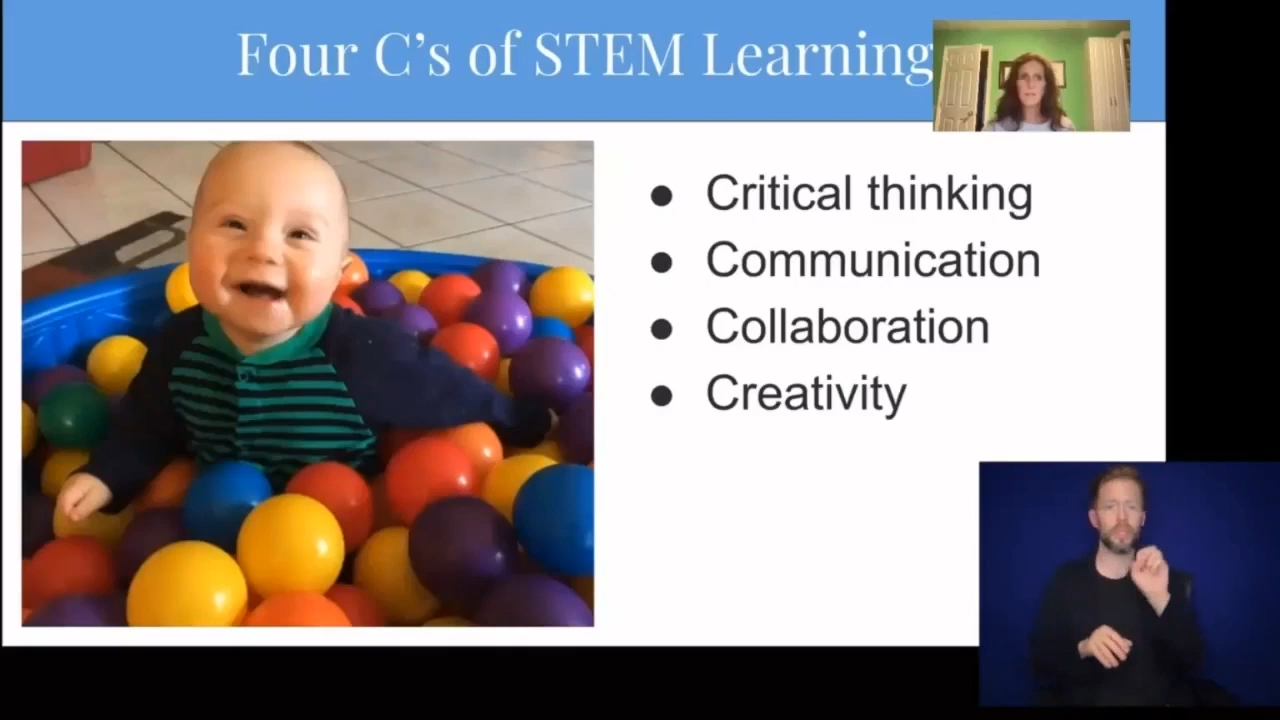 Four C’s of STEM Learning
● Critical thinking
● Communication
● Collaboration
● Creativity